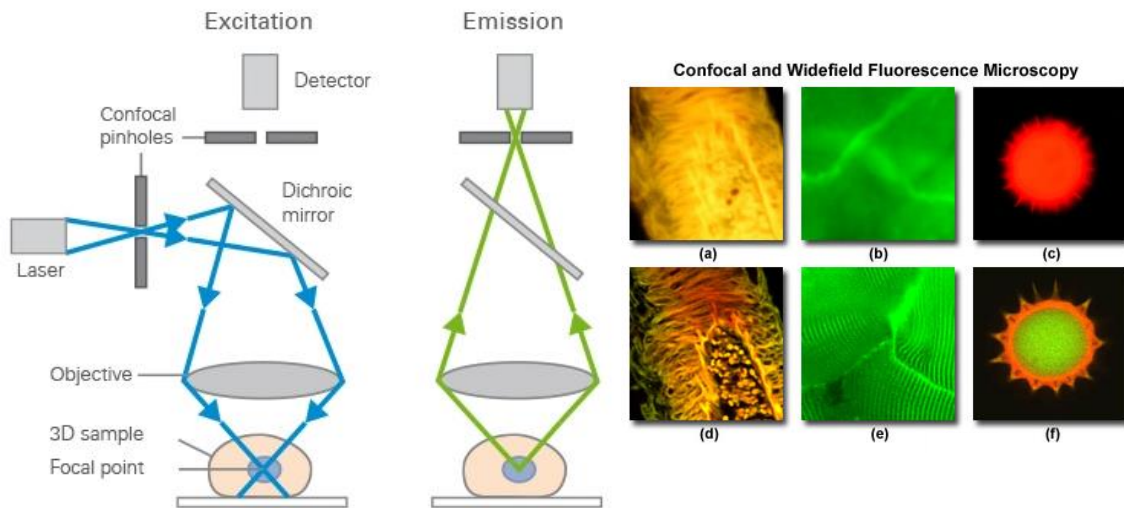 Excitation
Detector
Confocal
pinholes
Dichroic
mirror
Laser
Objective
3D sample
Focal point
Emission
Confocal and Widefield Fluorescence Microscopy
(a)
(b)
(c)
(d)
(e)
(f)